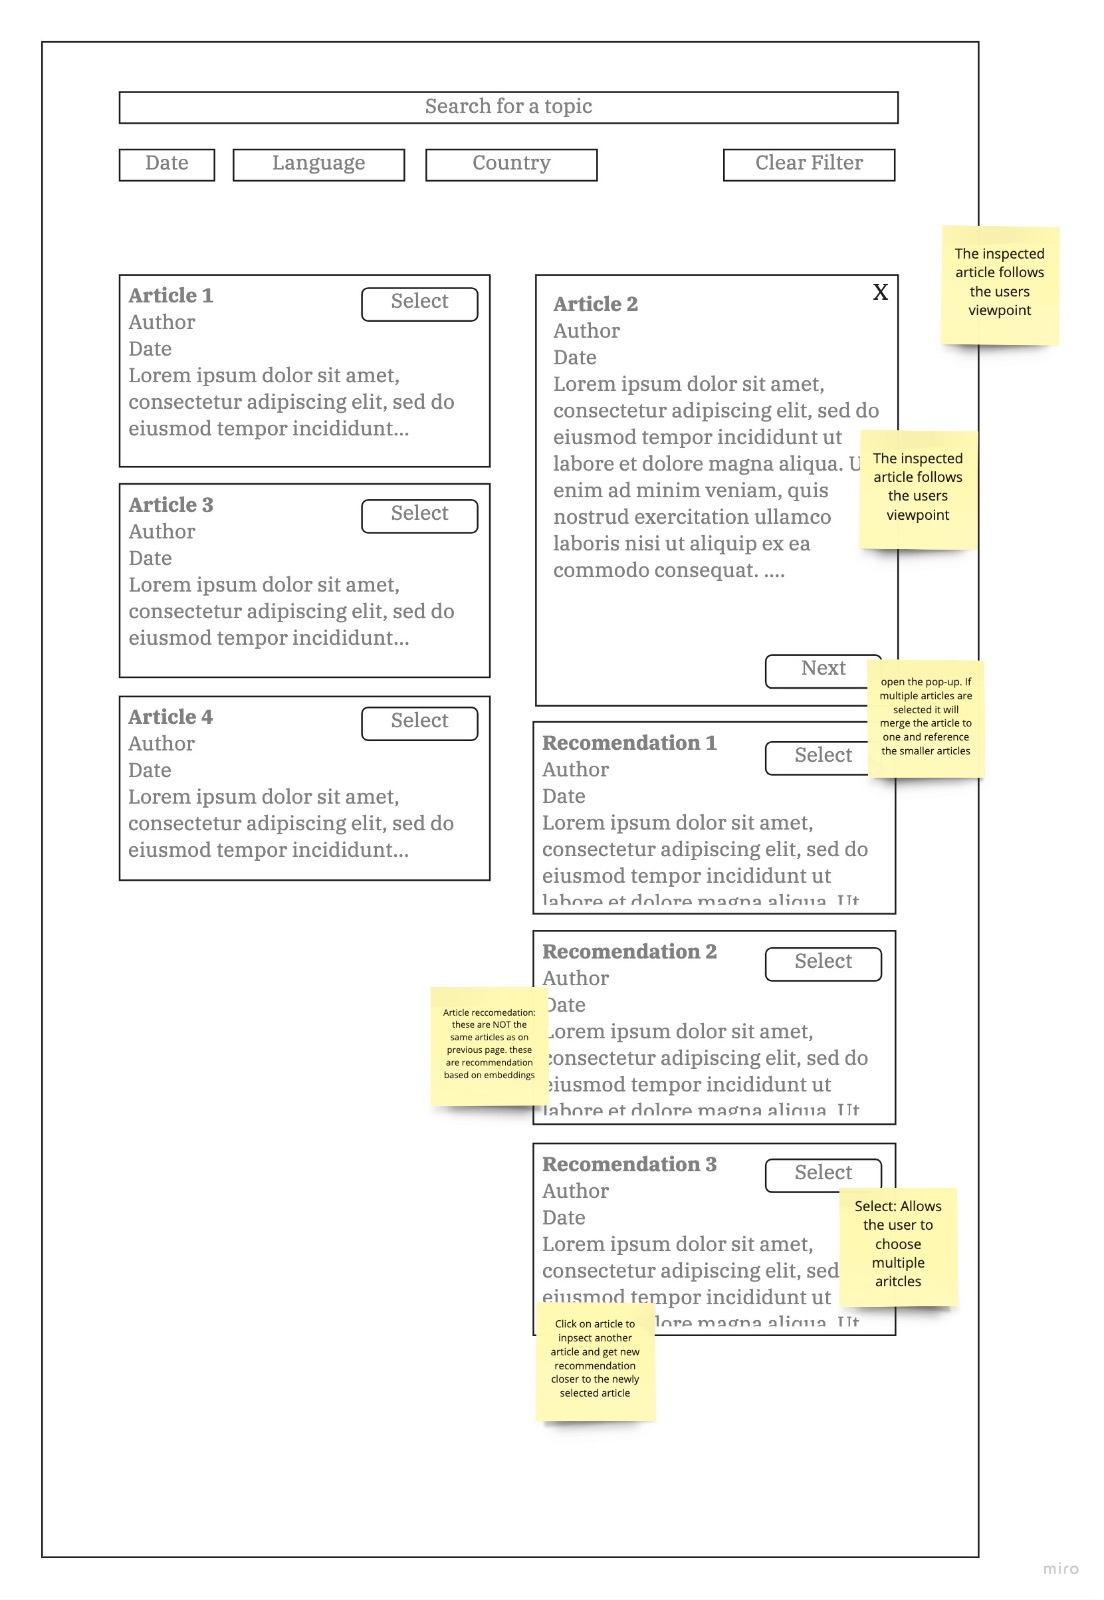 Search for a topic
Date
Language
Country
Clear Filter
Article 1
Select
Author
Date
Lorem ipsum dolor sit amet,
consectetur adipiscing elit, sed do
eiusmod tempor incididunt...
Article 3
Select
Author
Date
Lorem ipsum dolor sit amet,
consectetur adipiscing elit, sed do
eiusmod tempor incididunt...
Article 4
Select
Author
Date
Lorem ipsum dolor sit amet,
consectetur adipiscing elit, sed do
eiusmod tempor incididunt...
X
Article 2
Author
Date
Lorem ipsum dolor sit amet,
consectetur adipiscing elit, sed do
eiusmod tempor incididunt ut
labore et dolore magna aliqua. U
enim ad minim veniam, quis
nostrud exercitation ullamco
laboris nisi ut aliquip ex ea
commodo consequat. ....
Next
The inspected
article follows
the users
viewpoint
The inspected
article follows
the users
viewpoint
open the pop-up. If
multiple articles are
selected it will
merge the article to
one and reference
the smaller articles
Recomendation 1
Select
Author
Date
Lorem ipsum dolor sit amet,
consectetur adipiscing elit, sed do
eiusmod tempor incididunt ut
labore et dolore magna aliqua. Ut
Recomendation 2
Select
Author
Date
Lorem ipsum dolor sit amet,
consectetur adipiscing elit, sed do
eiusmod tempor incididunt ut
labore et dolore magna aliqua. Ut
Article reccomedation:
these are NOT the
same articles as on
previous page. these
are recommendation
based on embeddings
Recomendation 3
Select
Author
Date
Lorem ipsum dolor sit amet,
consectetur adipiscing elit, sed
eiusmod tempor incididunt ut
lore magna aliqua. Ut
Select: Allows
the user to
choose
multiple
aritcles
Click on article to
inpsect another
article and get new
recommendation
closer to the newly
selected article
miro